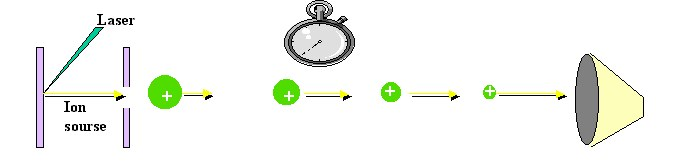 Laser
Ion
sourse
+ + + +